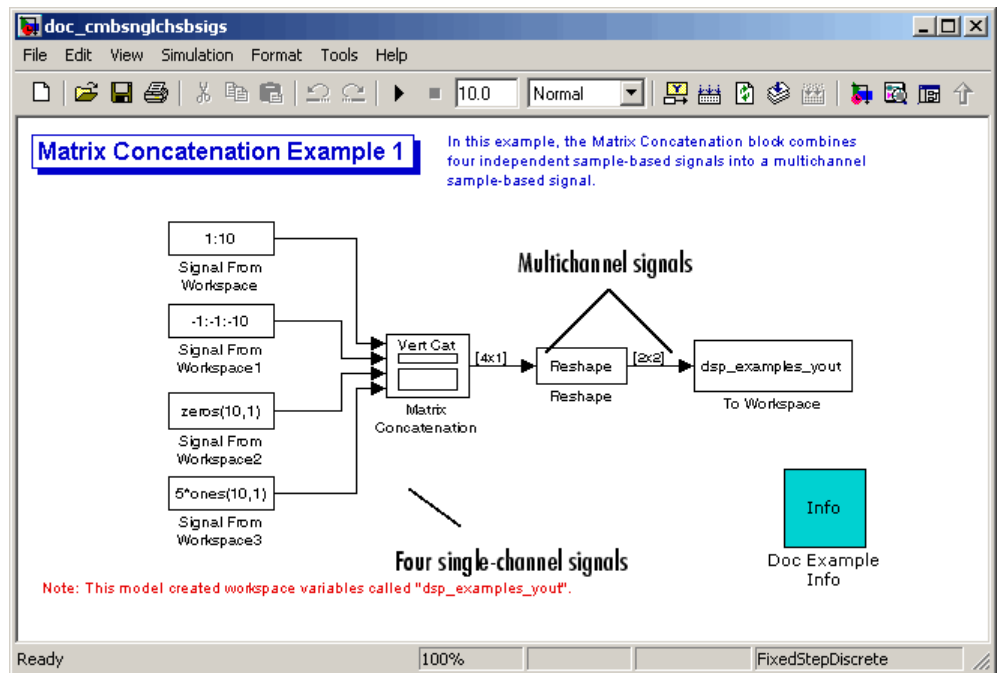 doc_cmbsnglchsbsigs
File Edit View Simulation Format Tools Help
10.0 Normal
Matrix Concatenation Example 1
In this example, the Matrix Concatenation block combines
four independent sample-based signals into a multichannel
sample-based signal.
1:10
Signal From
Workspace
-1:-1:-10
Signal From
Workspace1
zeros(10,1)
Signal From
Workspace2
5*ones(10,1)
Signal From
Workspace3
Vert Cat
Matrix
Concatenation
[4x1]
Multichannel signals
Reshape
Reshape
[2x2]
dsp_examples_yout
To Workspace
Four single-channel signals
Info
Doc Example
Info
Note: This model created workspace variables called "dsp_examples_yout".
Ready 100% FixedStepDiscrete